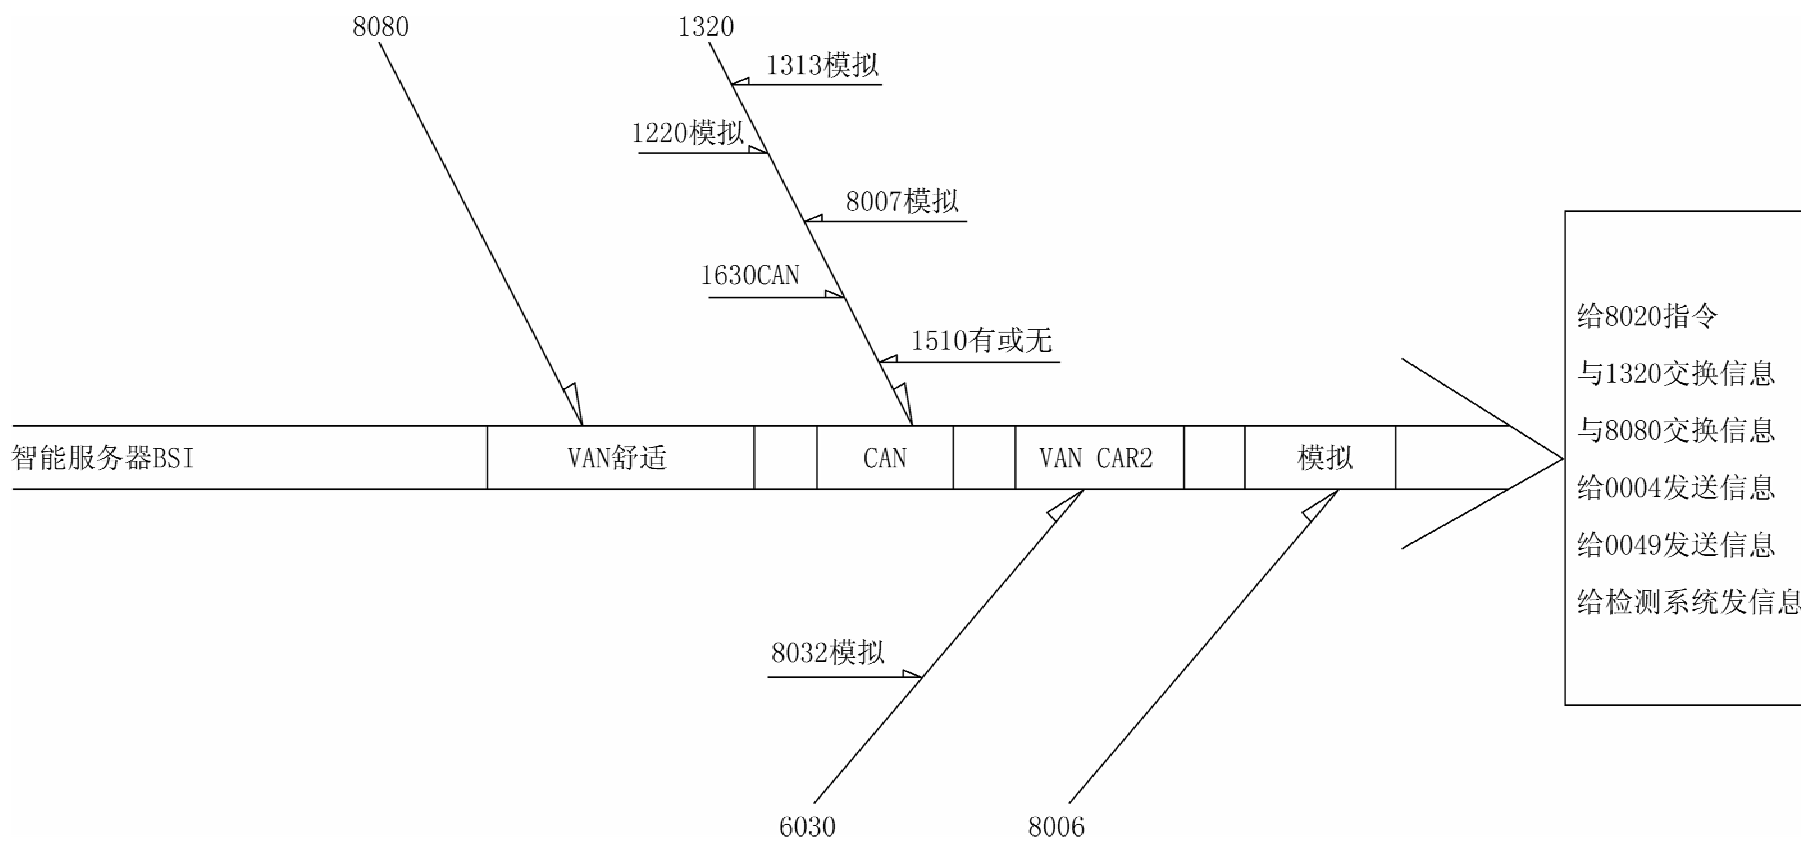 8080
1320
1313模拟
1220模拟
8007模拟
1630CAN
1510有或无
智能服务器BSI
VAN舒适
CAN
VAN CAR2
模拟
给8020指令
与1320交换信息
与8080交换信息
给0004发送信息
给0049发送信息
给检测系统发信息
8032模拟
6030
8006